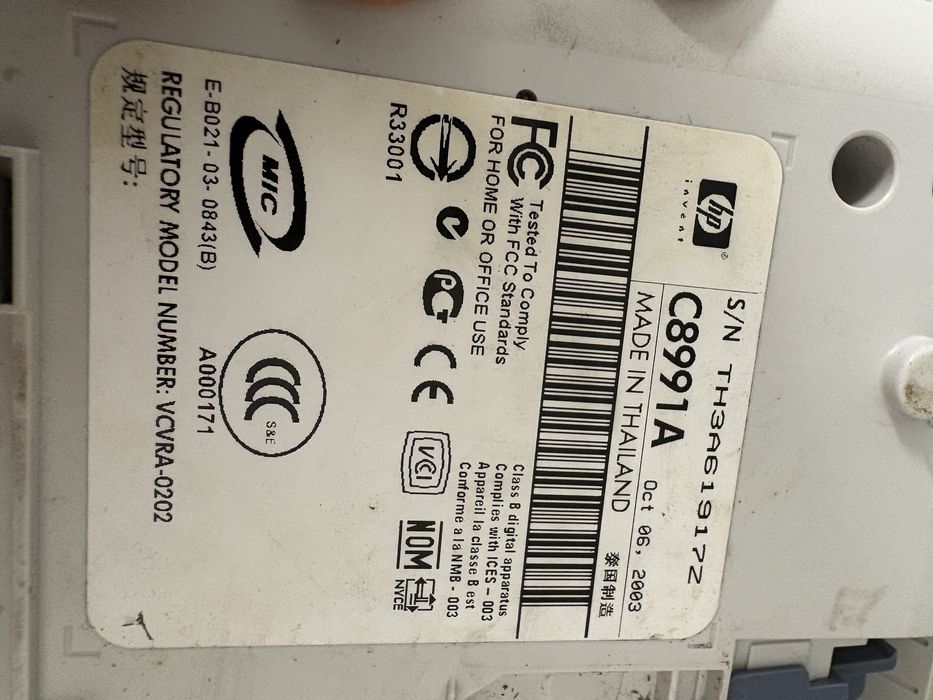 hp
®
invent
S/N TH3A61917Z
C8991A
Oct 06, 2003
MADE IN THAILAND
泰国制造
FC
Tested To Comply
With FCC Standards
FOR HOME OR OFFICE USE
Class B digital apparatus
Complies with ICES – 003
Appareil la classe B est
Conforme a la NMB - 003
R33001
CE
VCI
NOM
NYCE
MIC
E-B021- 03- 0843(B)
S&E
A000171
REGULATORY MODEL NUMBER: VCVRA-0202
规定型号: